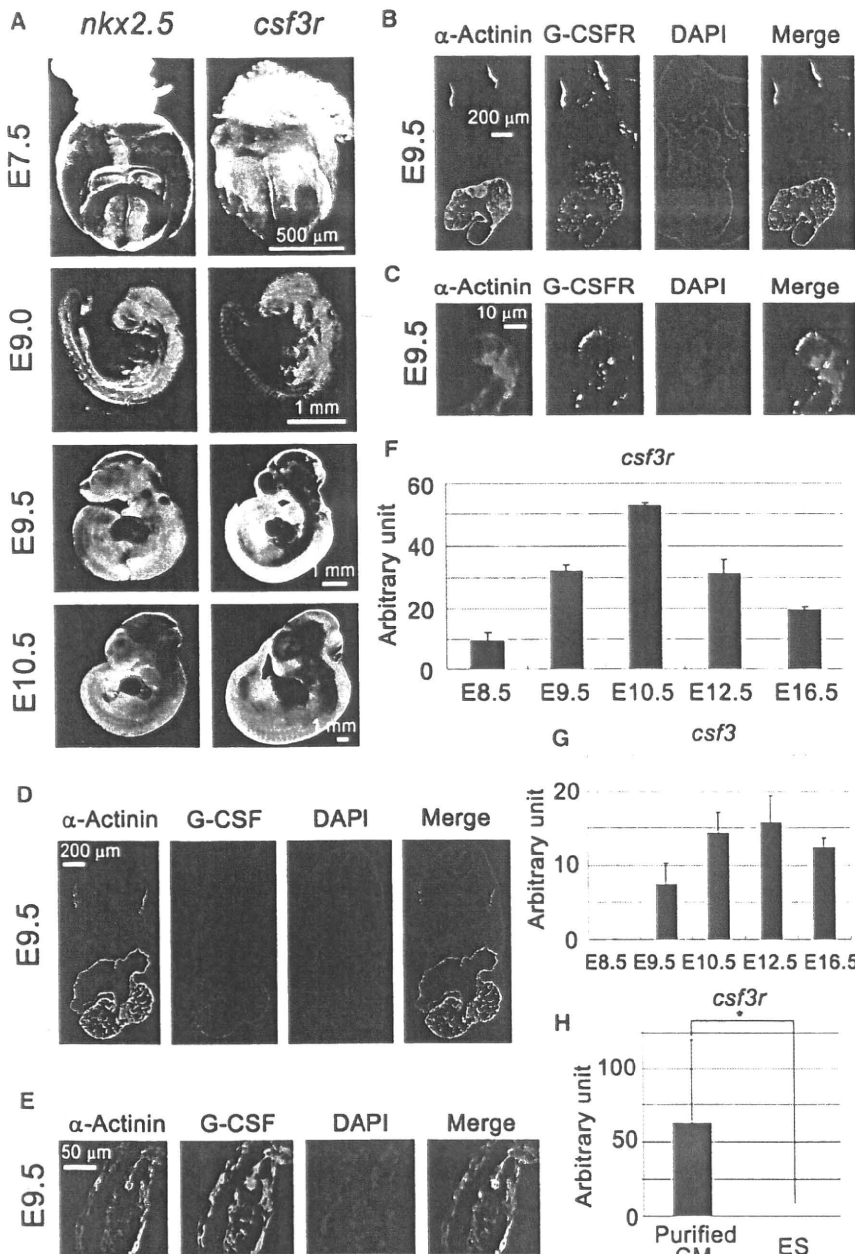 A
nkx2.5 csf3r
E7.5
500 µm
E9.0
1 mm
E9.5
1 mm
E10.5
1 mm
B
α-Actinin G-CSFR DAPI Merge
E9.5
200 µm
C
α-Actinin G-CSFR DAPI Merge
E9.5
10 µm
F
csf3r
Arbitrary unit
60
50
40
20
0
E8.5 E9.5 E10.5 E12.5 E16.5
G
csf3
Arbitrary unit
20
10
0
E8.5 E9.5 E10.5 E12.5 E16.5
D
α-Actinin G-CSF DAPI Merge
E9.5
200 µm
E
α-Actinin G-CSF DAPI Merge
E9.5
50 µm
H
csf3r
*
Arbitrary unit
100
50
0
Purified ES
CM